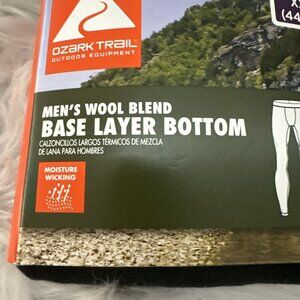 OZARK TRAIL
OUTDOOR EQUIPMENT
MEN'S WOOL BLEND
BASE LAYER BOTTOM
CALZONCILLOS LARGOS TÉRMICOS DE MEZCLA
DE LANA PARA HOMBRES
MOISTURE
WICKING